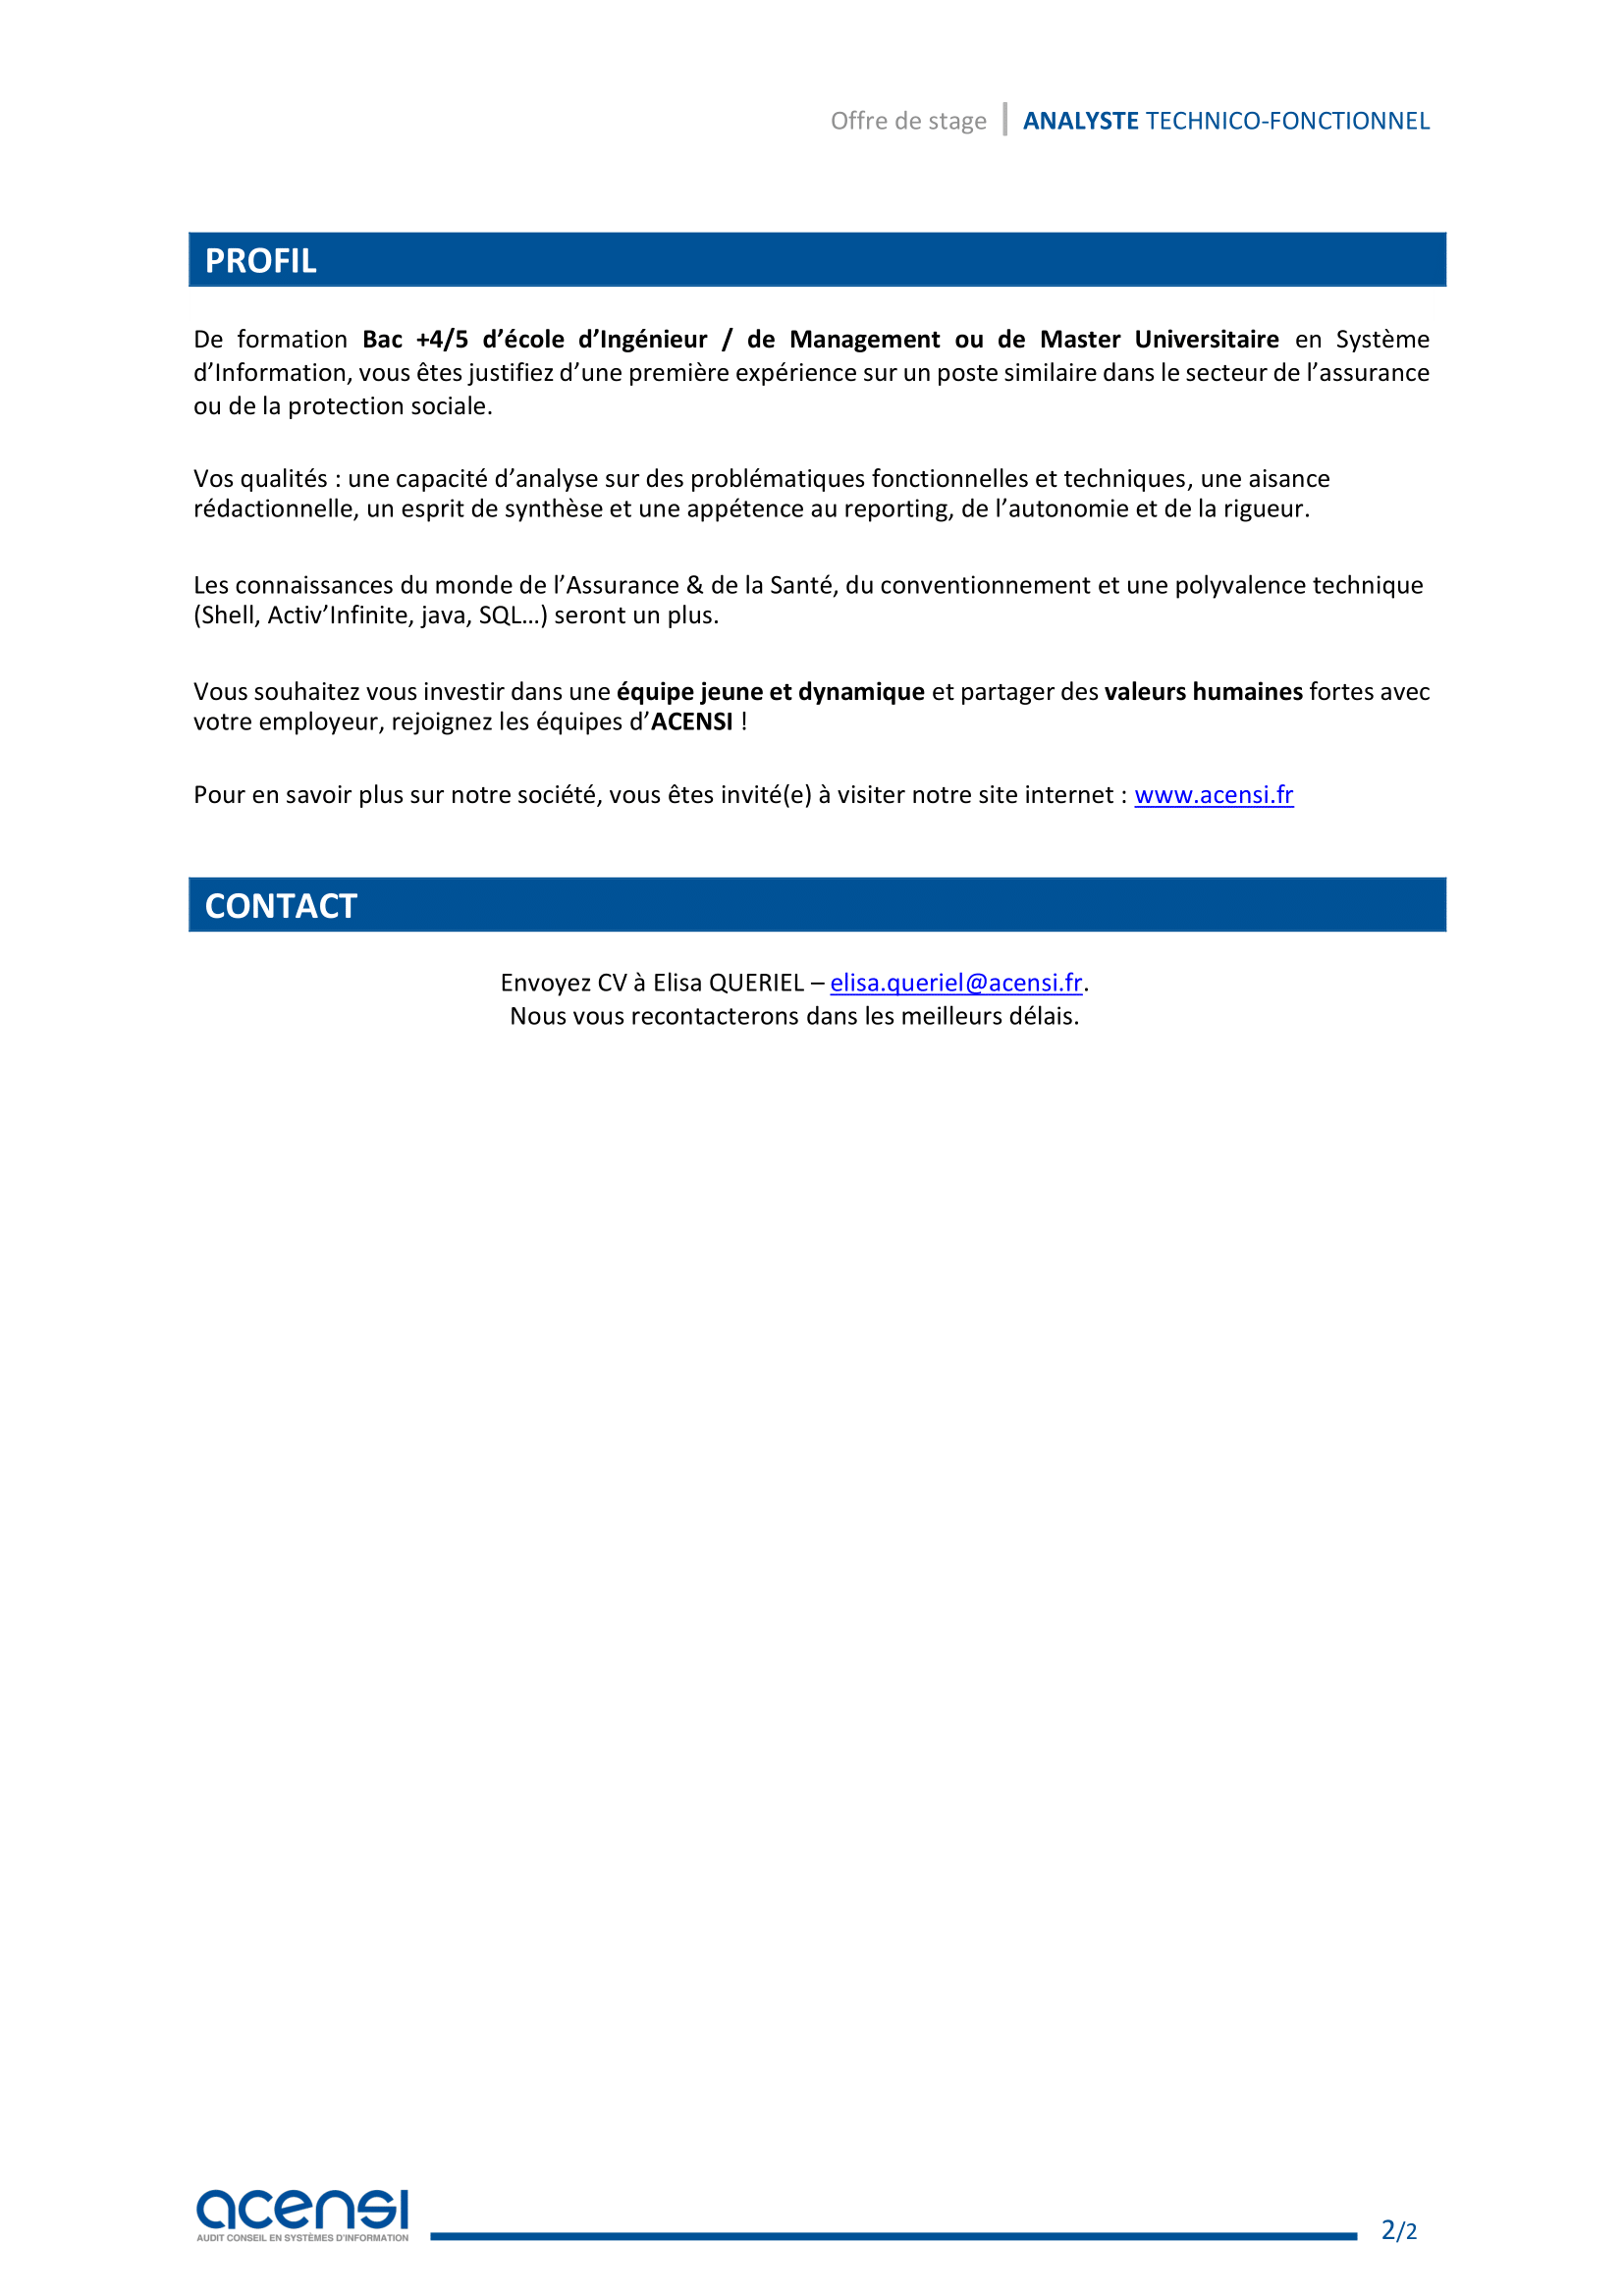 Offre de stage | ANALYSTE TECHNICO-FONCTIONNEL
PROFIL
De formation Bac +4/5 d’école d’Ingénieur / de Management ou de Master Universitaire en Système
d’Information, vous êtes justifiez d’une première expérience sur un poste similaire dans le secteur de l’assurance
ou de la protection sociale.
Vos qualités : une capacité d’analyse sur des problématiques fonctionnelles et techniques, une aisance
rédactionnelle, un esprit de synthèse et une appétence au reporting, de l’autonomie et de la rigueur.
Les connaissances du monde de l’Assurance & de la Santé, du conventionnement et une polyvalence technique
(Shell, Activ’Infinite, java, SQL…) seront un plus.
Vous souhaitez vous investir dans une équipe jeune et dynamique et partager des valeurs humaines fortes avec
votre employeur, rejoignez les équipes d’ACENSI !
Pour en savoir plus sur notre société, vous êtes invité(e) à visiter notre site internet : www.acensi.fr
CONTACT
Envoyez CV à Elisa QUERIEL – elisa.queriel@acensi.fr.
Nous vous recontacterons dans les meilleurs délais.
acensi
AUDIT CONSEIL EN SYSTÈMES D'INFORMATION
2/2